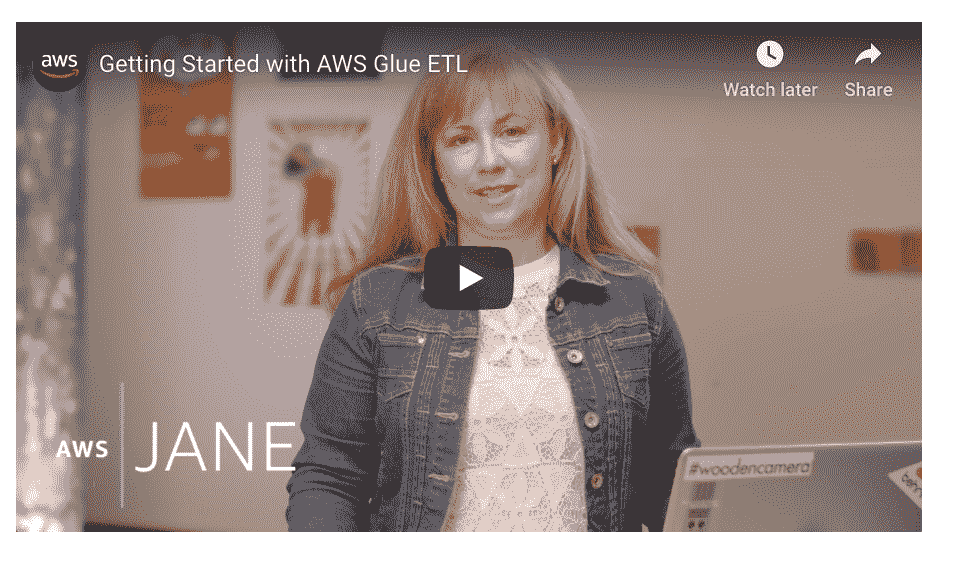 aws
Getting Started with AWS Glue ETL
Watch later
Share
AWS
JANE
#woodencamera